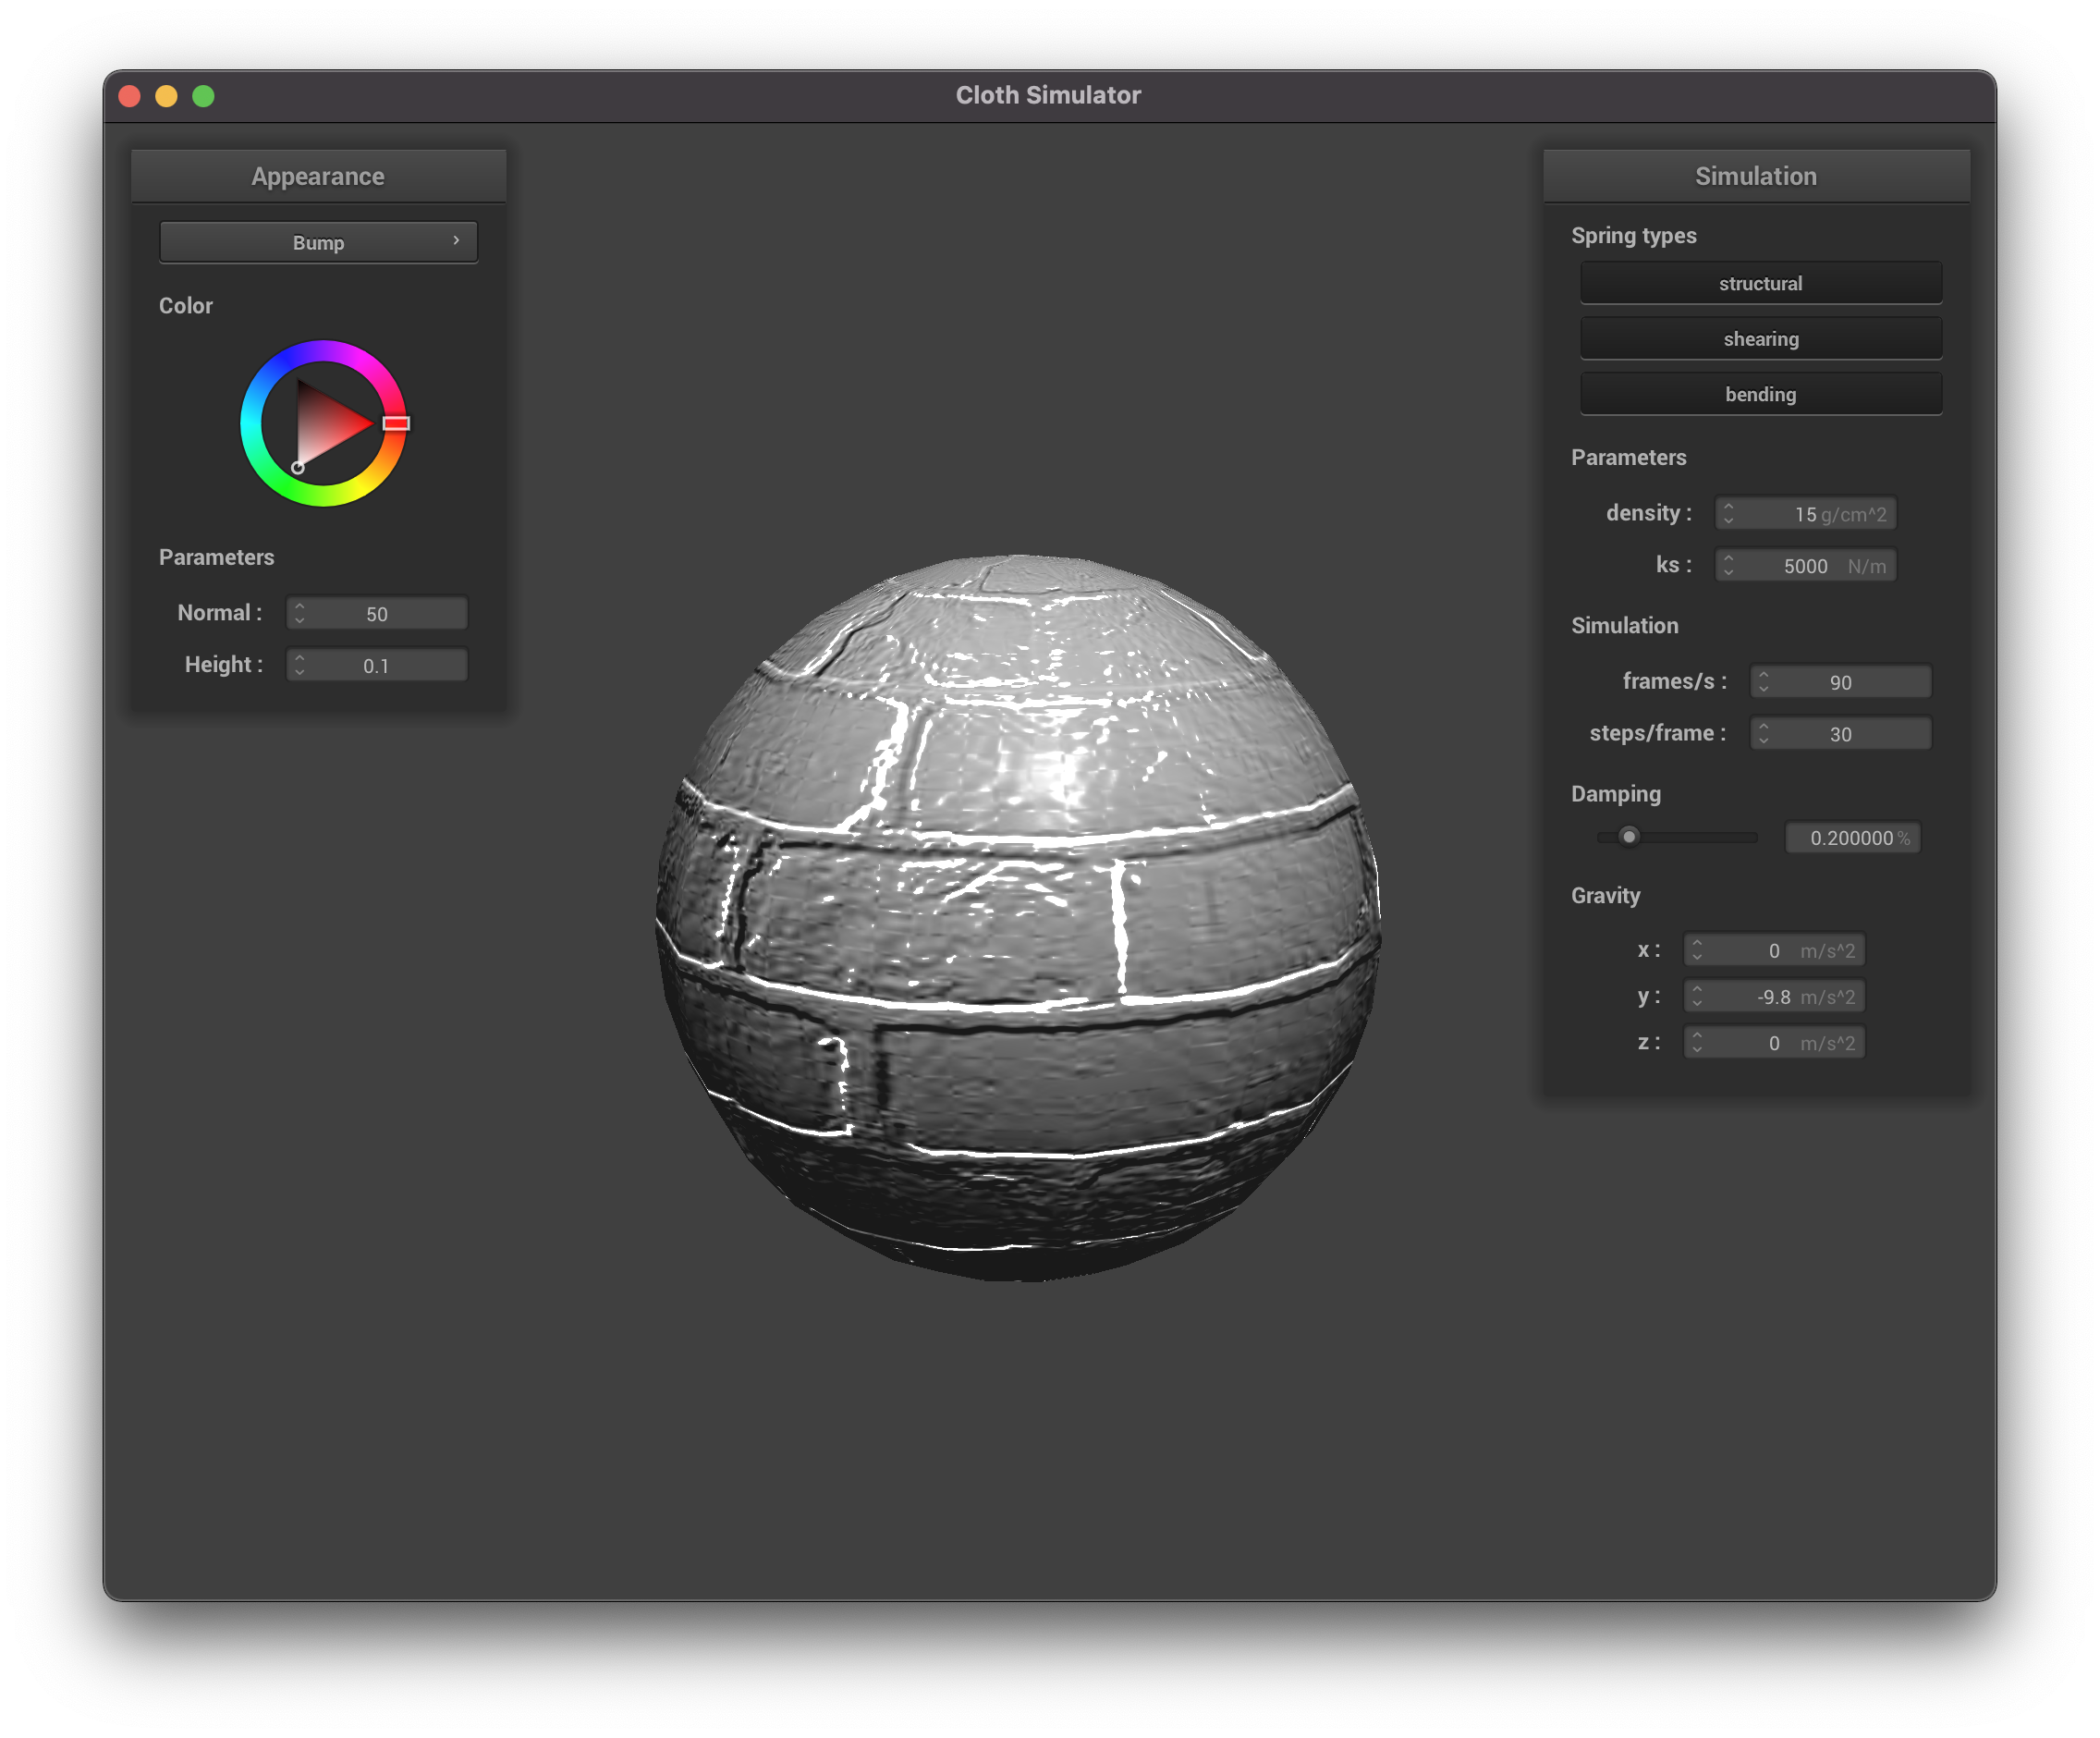 Cloth Simulator
Appearance
Bump
Color
Parameters
Normal : 50
Height : 0.1
Simulation
Spring types
structural
shearing
bending
Parameters
density : 15 g/cm^2
ks : 5000 N/m
Simulation
frames/s : 90
steps/frame : 30
Damping
0.200000 %
Gravity
x : 0 m/s^2
y : -9.8 m/s^2
z : 0 m/s^2